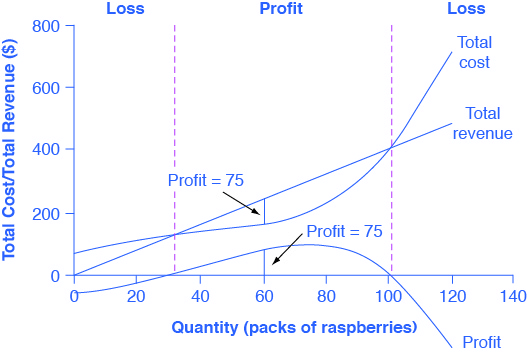 Loss Profit Loss
Total Cost/Total Revenue ($)
800
600
400
200
0
Total
cost
Total
revenue
Profit = 75
Profit = 75
Profit
0 20 40 60 80 100 120 140
Quantity (packs of raspberries)